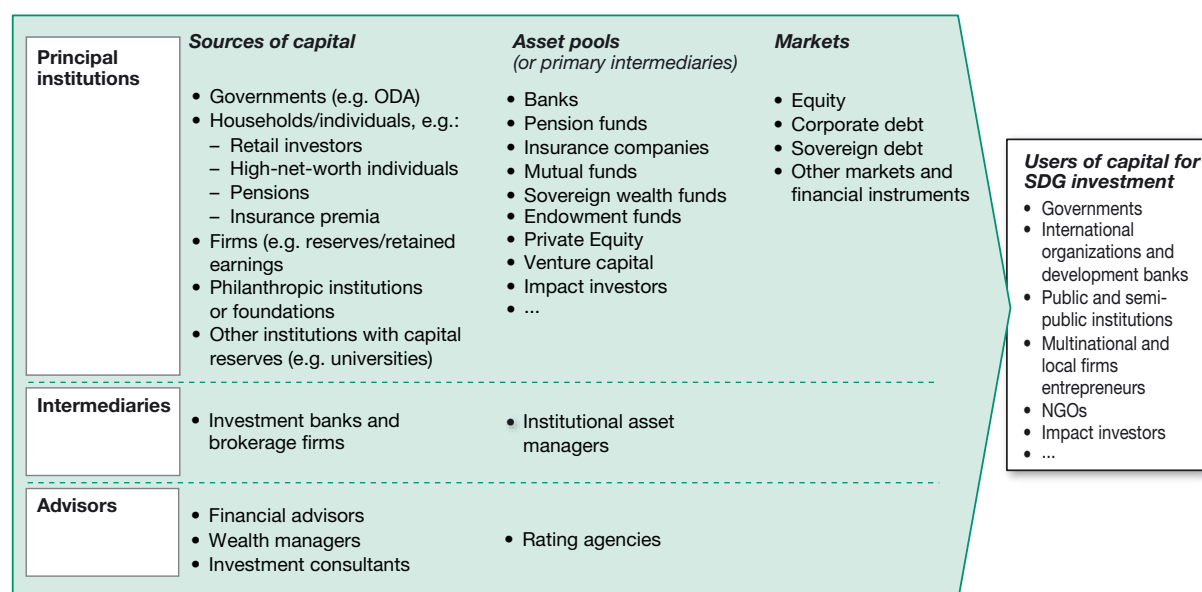 Principal
institutions
Sources of capital
• Governments (e.g. ODA)
• Households/individuals, e.g.:
– Retail investors
– High-net-worth individuals
– Pensions
– Insurance premia
• Firms (e.g. reserves/retained
earnings
• Philanthropic institutions
or foundations
• Other institutions with capital
reserves (e.g. universities)
Asset pools
(or primary intermediaries)
• Banks
• Pension funds
• Insurance companies
• Mutual funds
• Sovereign wealth funds
• Endowment funds
• Private Equity
• Venture capital
• Impact investors
• ...
Markets
• Equity
• Corporate debt
• Sovereign debt
• Other markets and
financial instruments
Intermediaries
• Investment banks and
brokerage firms
• Institutional asset
managers
Advisors
• Financial advisors
• Wealth managers
• Investment consultants
• Rating agencies
Users of capital for
SDG investment
• Governments
• International
organizations and
development banks
• Public and semi-
public institutions
• Multinational and
local firms
entrepreneurs
• NGOs
• Impact investors
• ...